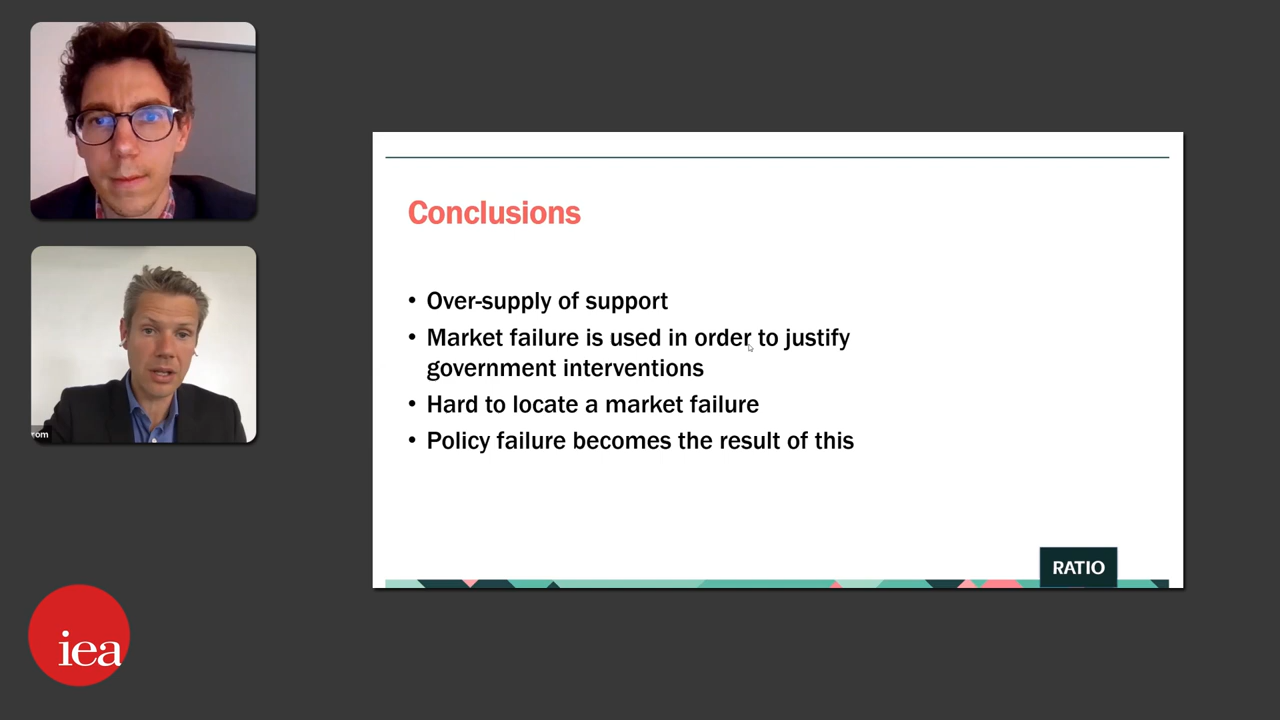 Conclusions
• Over-supply of support
• Market failure is used in order to justify
government interventions
• Hard to locate a market failure
• Policy failure becomes the result of this
RATIO
rom
iea